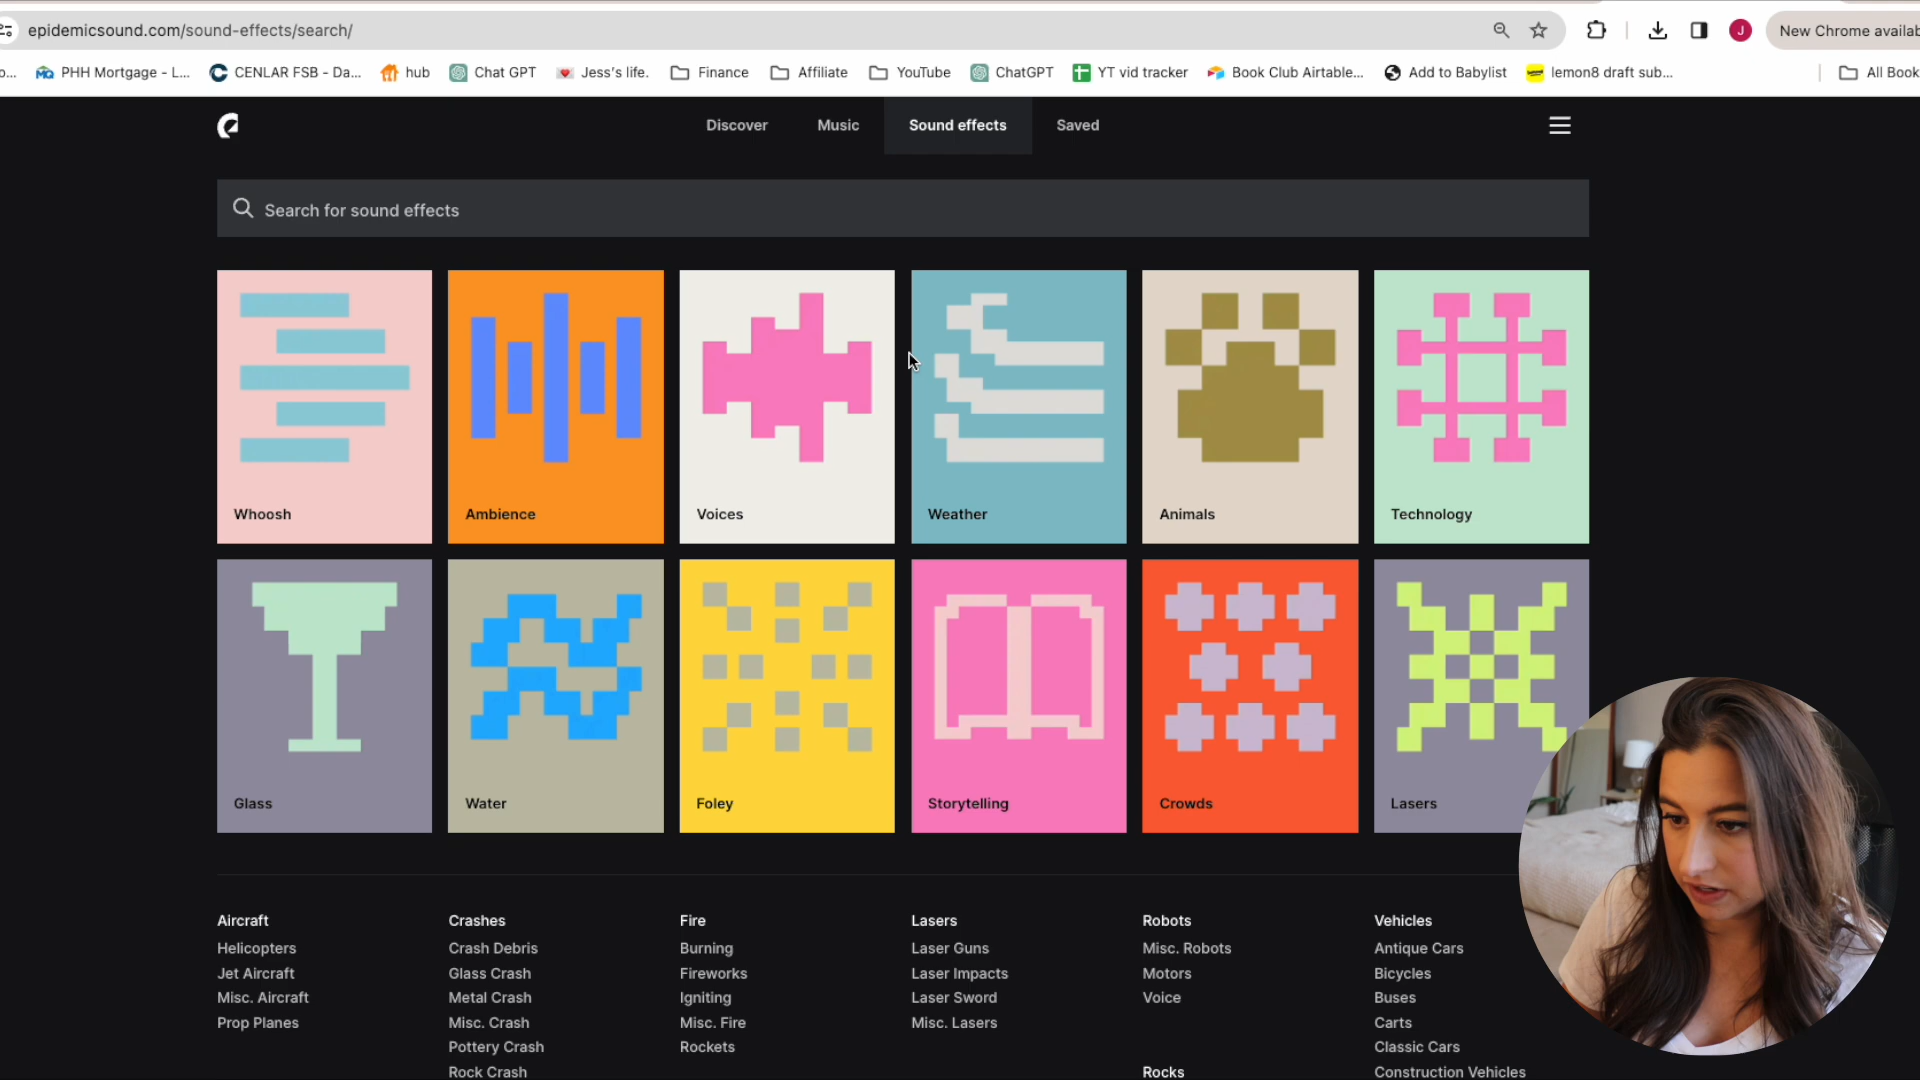 epidemicsound.com/sound-effects/search/
J
New Chrome availab
o...
PHH Mortgage - L...
CENLAR FSB - Da...
hub
Chat GPT
Jess's life.
Finance
Affiliate
YouTube
ChatGPT
YT vid tracker
Book Club Airtable...
Add to Babylist
lemon8 draft sub...
All Book
Discover
Music
Sound effects
Saved
Search for sound effects
Whoosh
Ambience
Voices
Weather
Animals
Technology
Glass
Water
Foley
Storytelling
Crowds
Lasers
Aircraft
Helicopters
Jet Aircraft
Misc. Aircraft
Prop Planes
Crashes
Crash Debris
Glass Crash
Metal Crash
Misc. Crash
Pottery Crash
Rock Crash
Fire
Burning
Fireworks
Igniting
Misc. Fire
Rockets
Lasers
Laser Guns
Laser Impacts
Laser Sword
Misc. Lasers
Robots
Misc. Robots
Motors
Voice
Rocks
Vehicles
Antique Cars
Bicycles
Buses
Carts
Classic Cars
Construction Vehicles